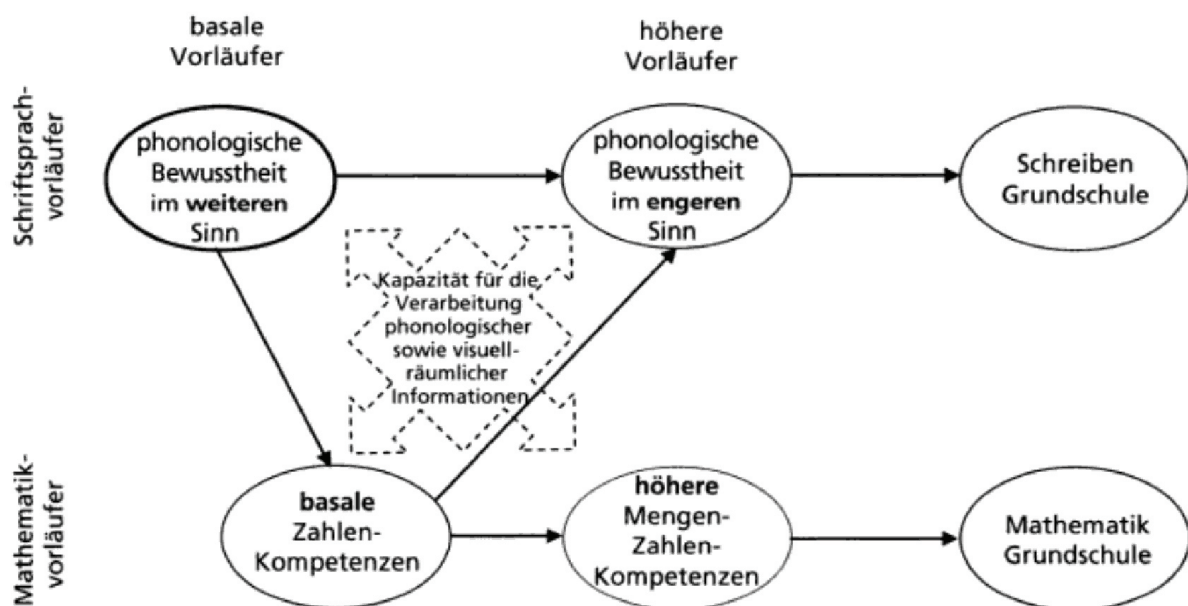 basale
Vorläufer
höhere
Vorläufer
Schriftsprach-
vorläufer
phonologische
Bewusstheit
im weiteren
Sinn
phonologische
Bewusstheit
im engeren
Sinn
Schreiben
Grundschule
Kapazität für die
Verarbeitung
phonologischer
sowie visuell-
räumlicher
Informationen
Mathematik-
vorläufer
basale
Zahlen-
Kompetenzen
höhere
Mengen-
Zahlen-
Kompetenzen
Mathematik
Grundschule